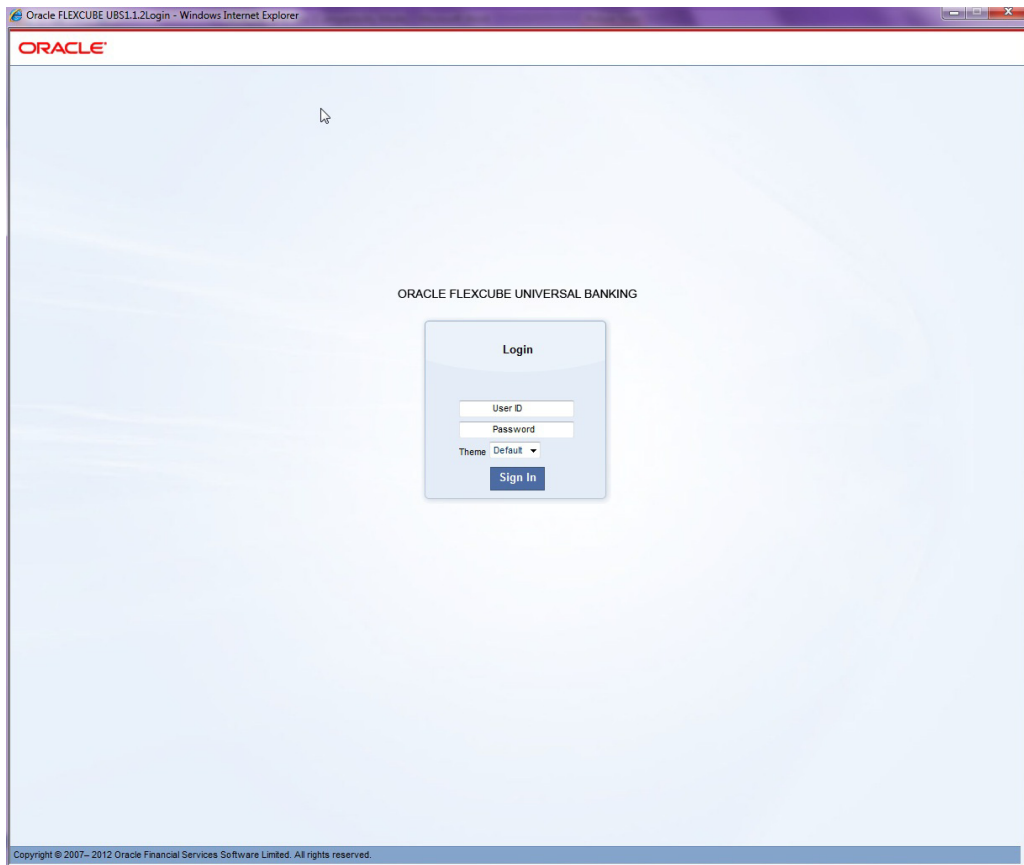 Oracle FLEXCUBE UBS1.1.2Login - Windows Internet Explorer
ORACLE'
ORACLE FLEXCUBE UNIVERSAL BANKING
Login
User ID
Password
Theme Default
Sign In
Copyright © 2007– 2012 Oracle Financial Services Software Limited. All rights reserved.